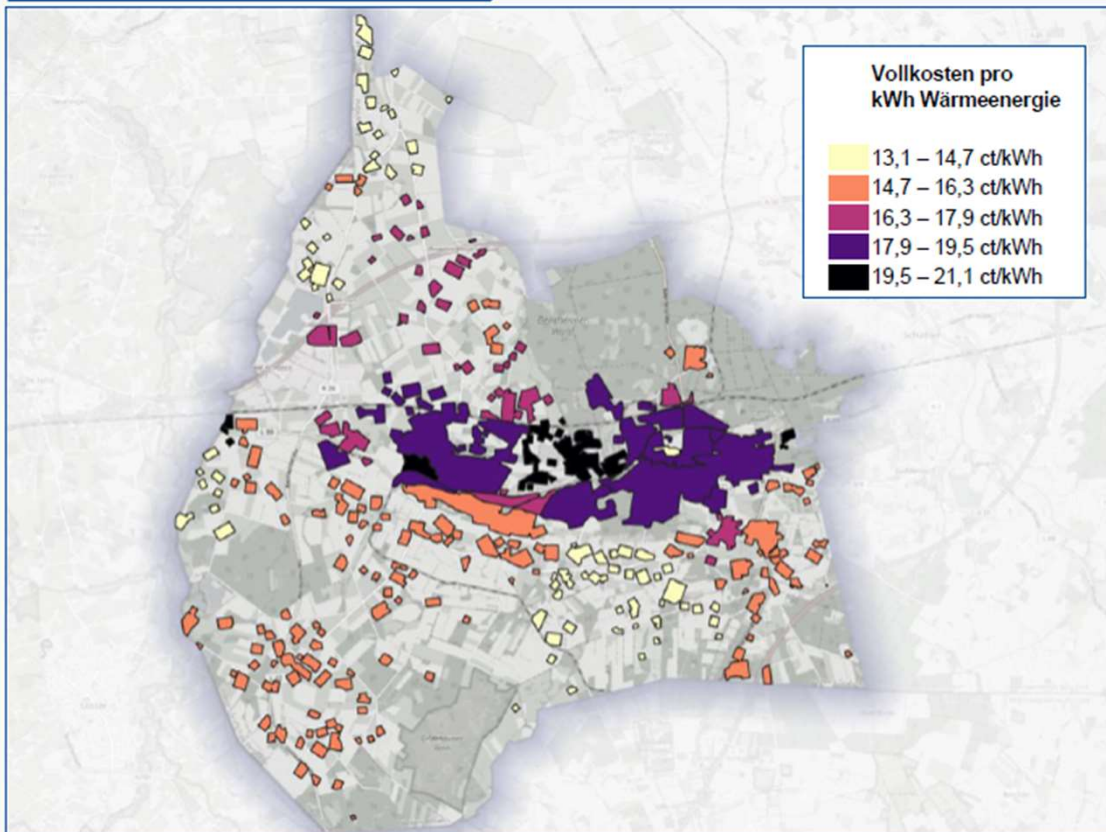 Vollkosten pro
kWh Wärmeenergie
13,1 – 14,7 ct/kWh
14,7 – 16,3 ct/kWh
16,3 – 17,9 ct/kWh
17,9 – 19,5 ct/kWh
19,5 – 21,1 ct/kWh